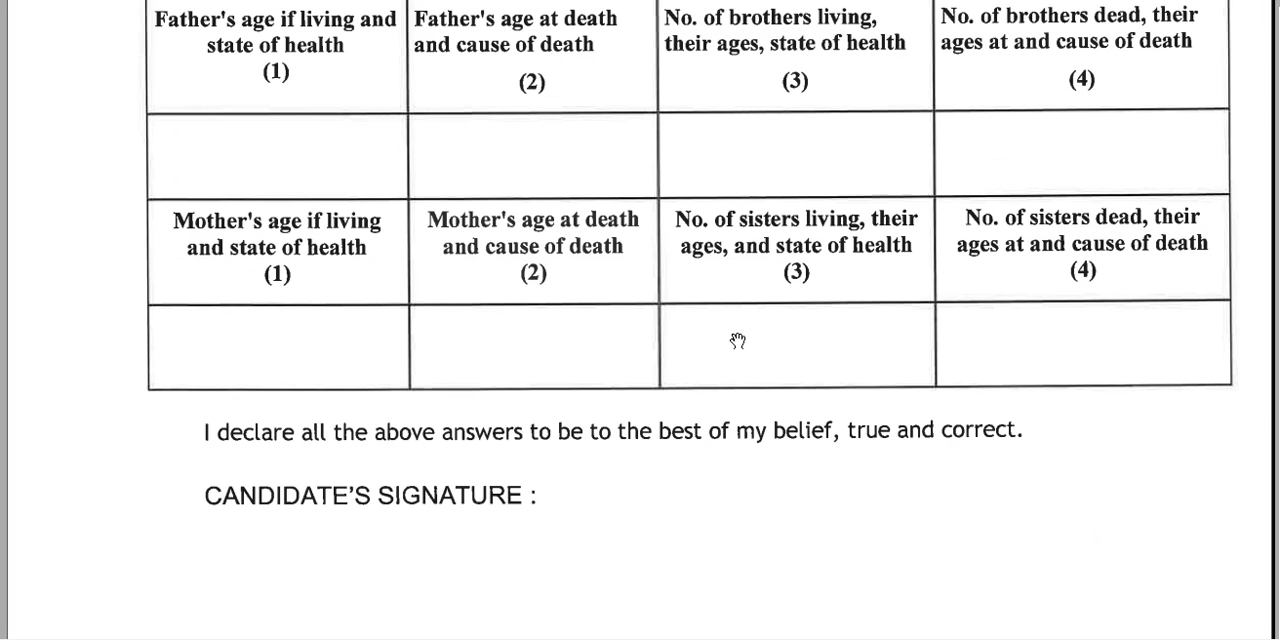 Father's age if living and
state of health
(1)
Father's age at death
and cause of death
(2)
No. of brothers living,
their ages, state of health
(3)
No. of brothers dead, their
ages at and cause of death
(4)
Mother's age if living
and state of health
(1)
Mother's age at death
and cause of death
(2)
No. of sisters living, their
ages, and state of health
(3)
No. of sisters dead, their
ages at and cause of death
(4)
I declare all the above answers to be to the best of my belief, true and correct.
CANDIDATE'S SIGNATURE :